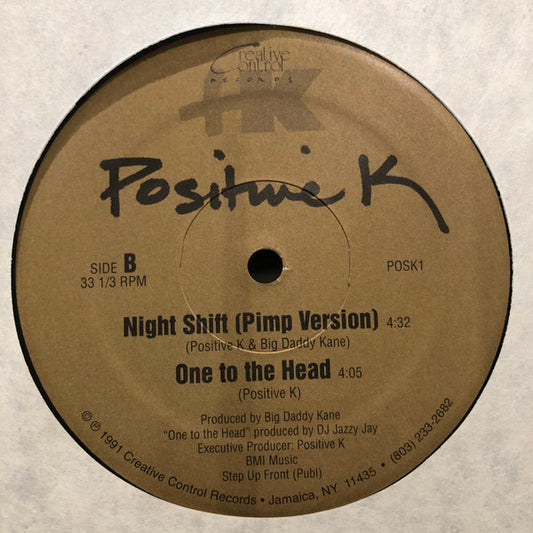 Creative
Control
records
PK
Positive K
SIDE B
33 1/3 RPM
POSK1
Night Shift (Pimp Version) 4:32
(Positive K & Big Daddy Kane)
One to the Head 4:05
(Positive K)
Produced by Big Daddy Kane
“One to the Head” produced by DJ Jazzy Jay
Executive Producer: Positive K
BMI Music
Step Up Front (Publ)
© ℗ 1991 Creative Control Records • Jamaica, NY 11435 • (803) 233-2682